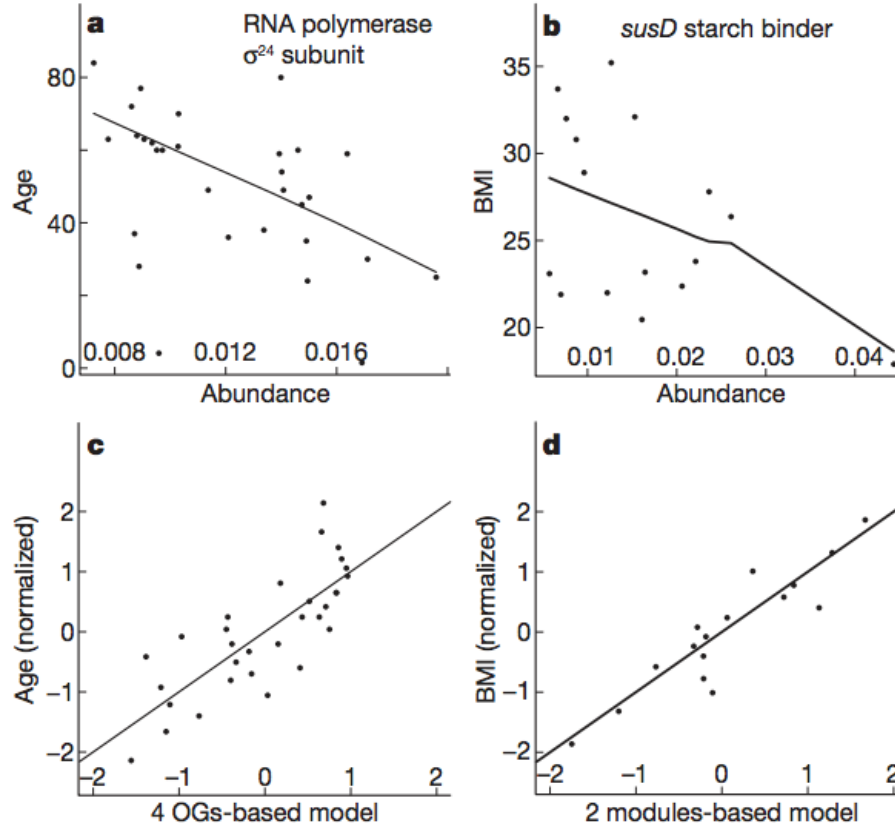 a
RNA polymerase
σ²⁴ subunit
80
40
0
Age
0.008 0.012 0.016
Abundance
b
susD starch binder
35
30
25
20
BMI
0.01 0.02 0.03 0.04
Abundance
c
2
1
0
−1
−2
Age (normalized)
−2 −1 0 1 2
4 OGs-based model
d
2
1
0
−1
−2
BMI (normalized)
−2 −1 0 1 2
2 modules-based model